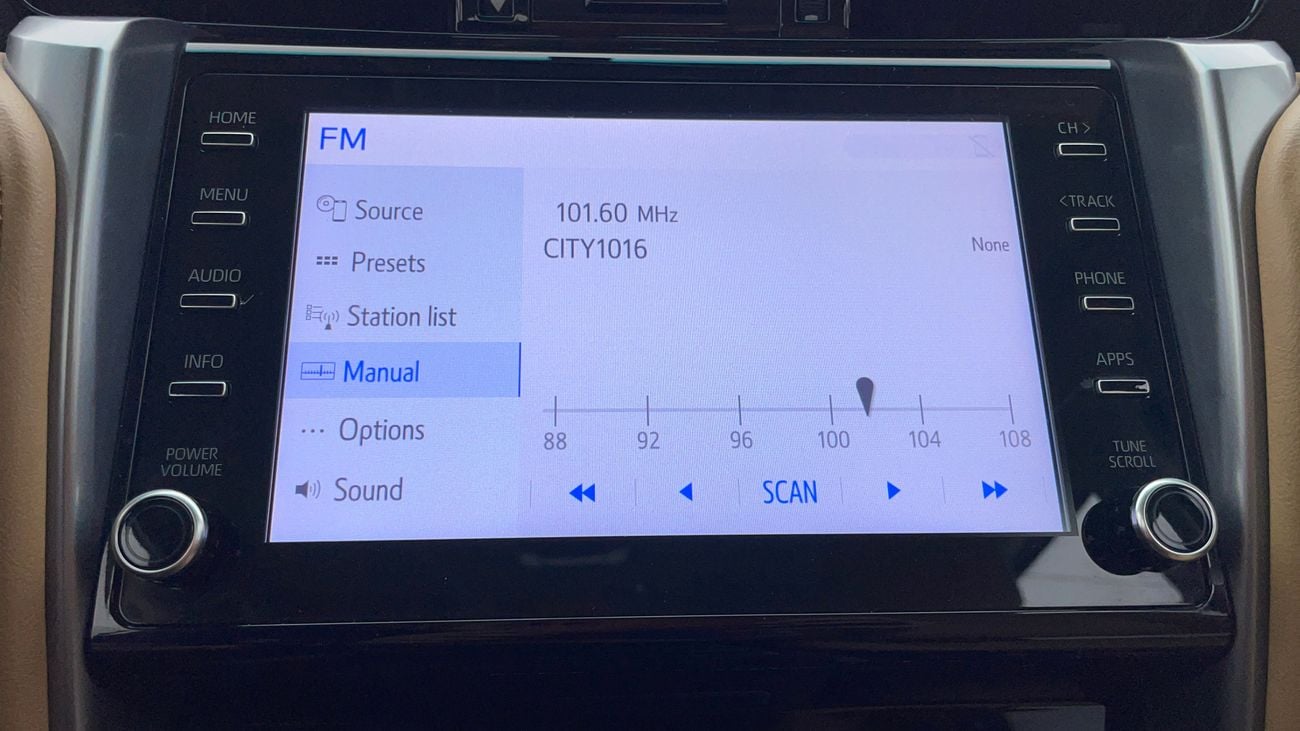 HOME
MENU
AUDIO
INFO
POWER
VOLUME
FM
Source
Presets
Station list
Manual
Options
Sound
101.60 MHz
CITY1016
None
88 92 96 100 104 108
SCAN
CH >
< TRACK
PHONE
APPS
TUNE
SCROLL